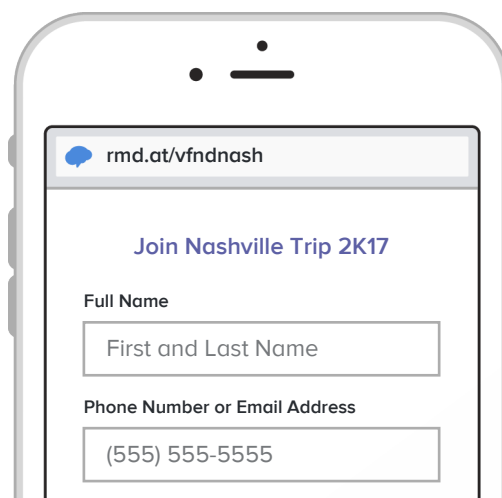 rmd.at/vfndnash
Join Nashville Trip 2K17
Full Name
First and Last Name
Phone Number or Email Address
(555) 555-5555